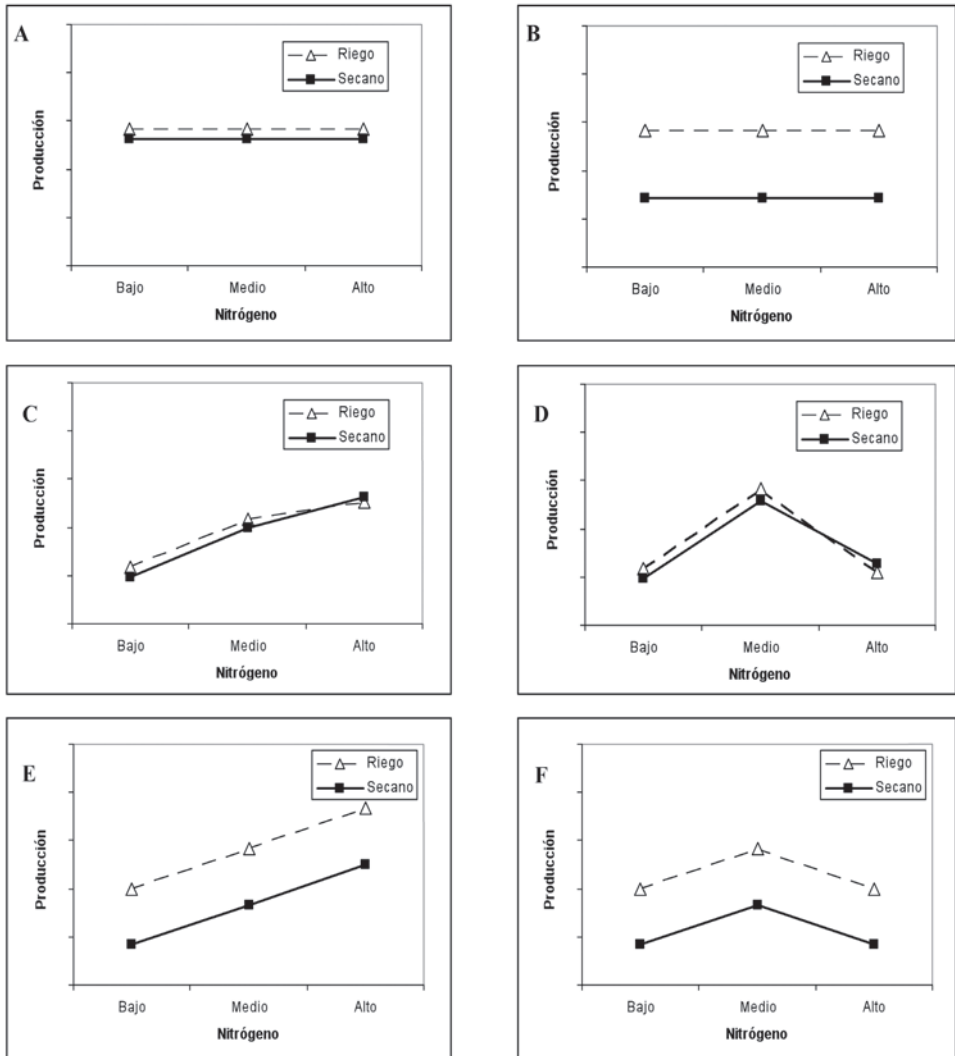 A
Riego
Secano
Producción
Bajo Medio Alto
Nitrógeno
B
Riego
Secano
Producción
Bajo Medio Alto
Nitrógeno
C
Riego
Secano
Producción
Bajo Medio Alto
Nitrógeno
D
Riego
Secano
Producción
Bajo Medio Alto
Nitrógeno
E
Riego
Secano
Producción
Bajo Medio Alto
Nitrógeno
F
Riego
Secano
Producción
Bajo Medio Alto
Nitrógeno